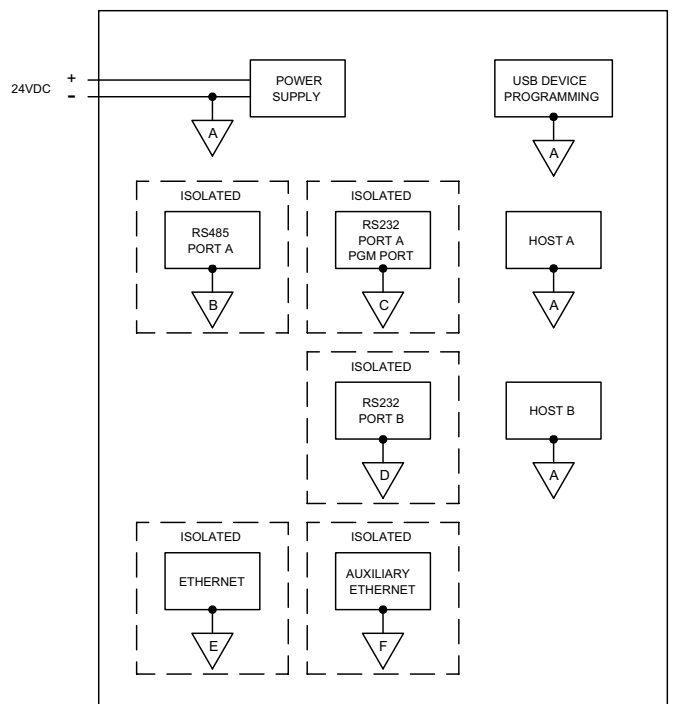 24VDC
+
-
POWER
SUPPLY
A
USB DEVICE
PROGRAMMING
A
ISOLATED
RS485
PORT A
B
ISOLATED
RS232
PORT A
PGM PORT
C
HOST A
A
ISOLATED
RS232
PORT B
D
HOST B
A
ISOLATED
ETHERNET
E
ISOLATED
AUXILIARY
ETHERNET
F